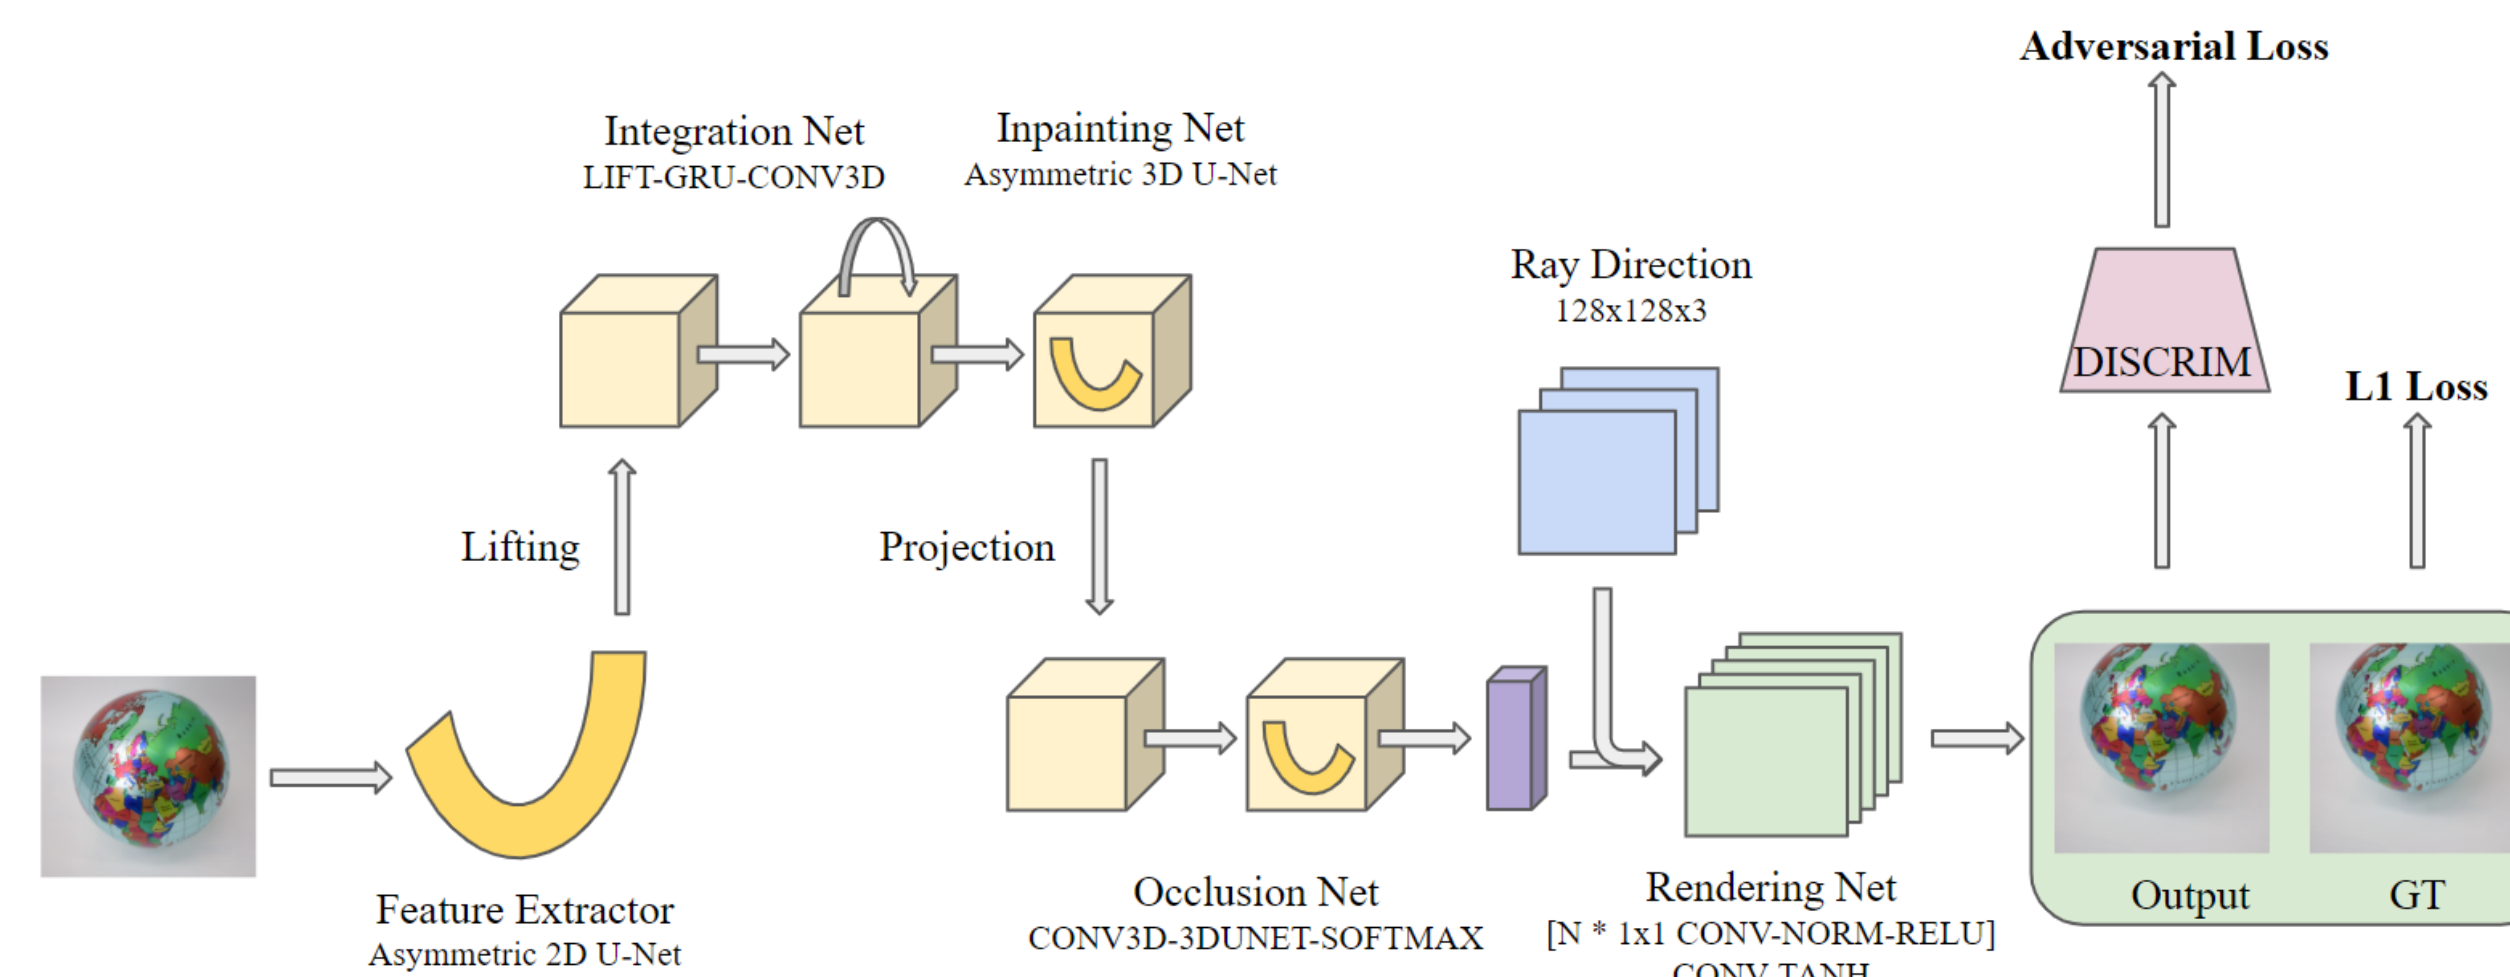 Adversarial Loss
Integration Net
LIFT-GRU-CONV3D
Inpainting Net
Asymmetric 3D U-Net
Ray Direction
128x128x3
DISCRIM
L1 Loss
Lifting
Projection
Feature Extractor
Asymmetric 2D U-Net
Occlusion Net
CONV3D-3DUNET-SOFTMAX
Rendering Net
[N * 1x1 CONV-NORM-RELU]
CONV-TANH
Output
GT